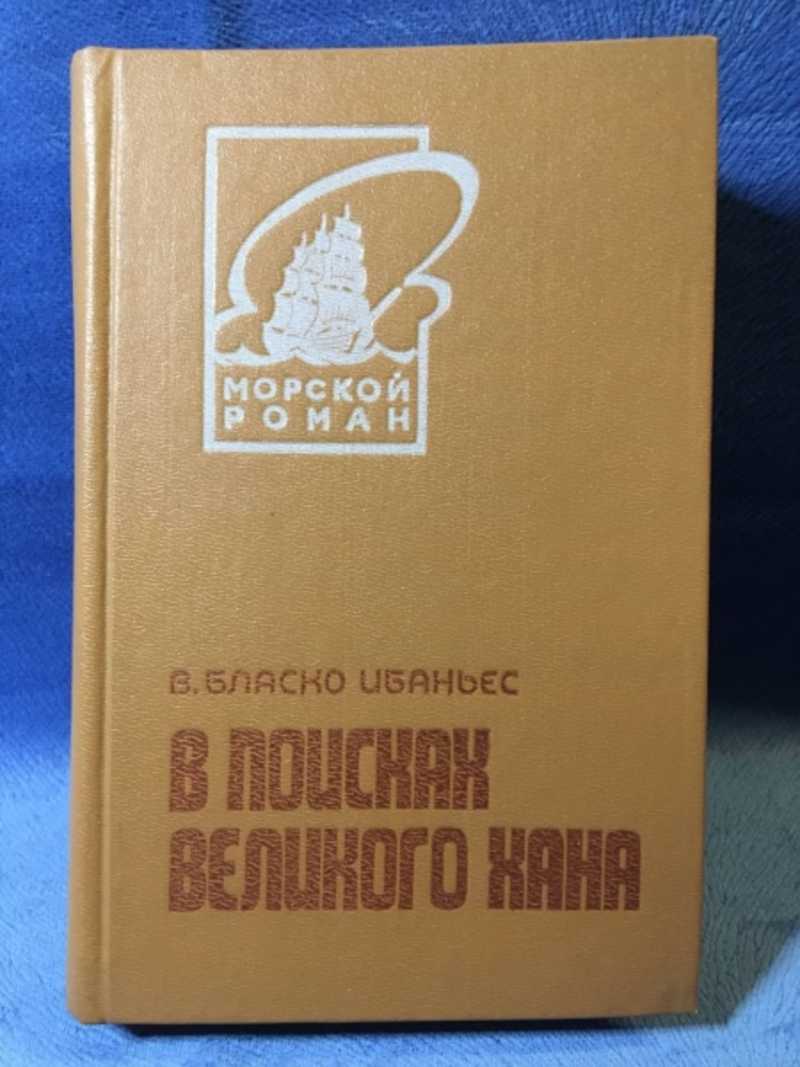 МОРСКОЙ
РОМАН
В. БЛАСКО ИБАНЬЕС
В ПОИСКАХ
ВЕЛИКОГО ХАНА